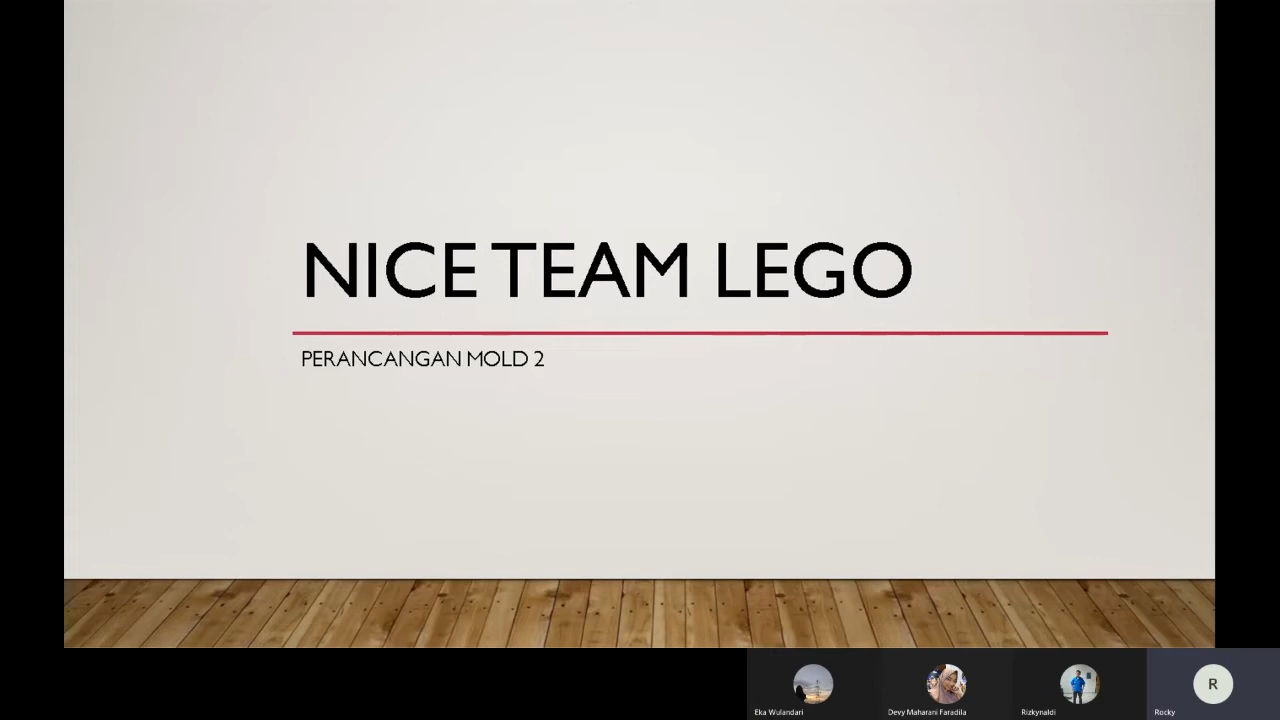 NICE TEAM LEGO
PERANCANGAN MOLD 2
R
Eka Wulandari
Devy Maharani Faradila
Rizkynaldi
Rocky